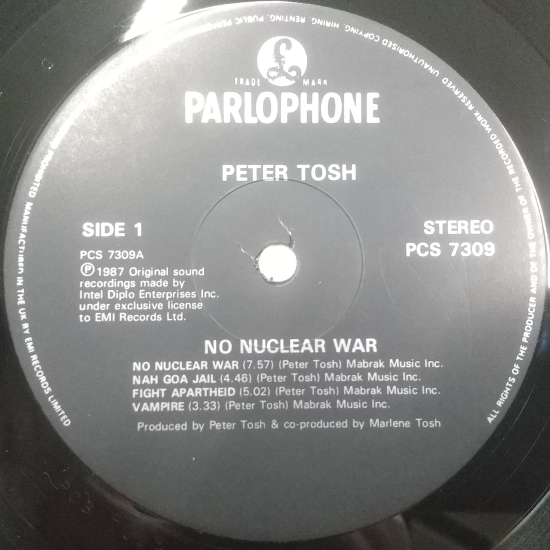 TRADE MARK
PARLOPHONE
PETER TOSH
SIDE 1
STEREO
PCS 7309
PCS 7309A
Ⓟ1987 Original sound
recordings made by
Intel Diplo Enterprises Inc.
under exclusive license
to EMI Records Ltd.
NO NUCLEAR WAR
NO NUCLEAR WAR (7.57) (Peter Tosh) Mabrak Music Inc.
NAH GOA JAIL (4.46) (Peter Tosh) Mabrak Music Inc.
FIGHT APARTHEID (5.02) (Peter Tosh) Mabrak Music Inc.
VAMPIRE (3.33) (Peter Tosh) Mabrak Music Inc.
Produced by Peter Tosh & co-produced by Marlene Tosh
ALL RIGHTS OF THE PRODUCER AND OF THE OWNER OF THE RECORDED WORK RESERVED UNAUTHORISED COPYING, HIRING, RENTING, PUBLIC
PROHIBITED MANUFACTURED IN THE UK BY EMI RECORDS LIMITED